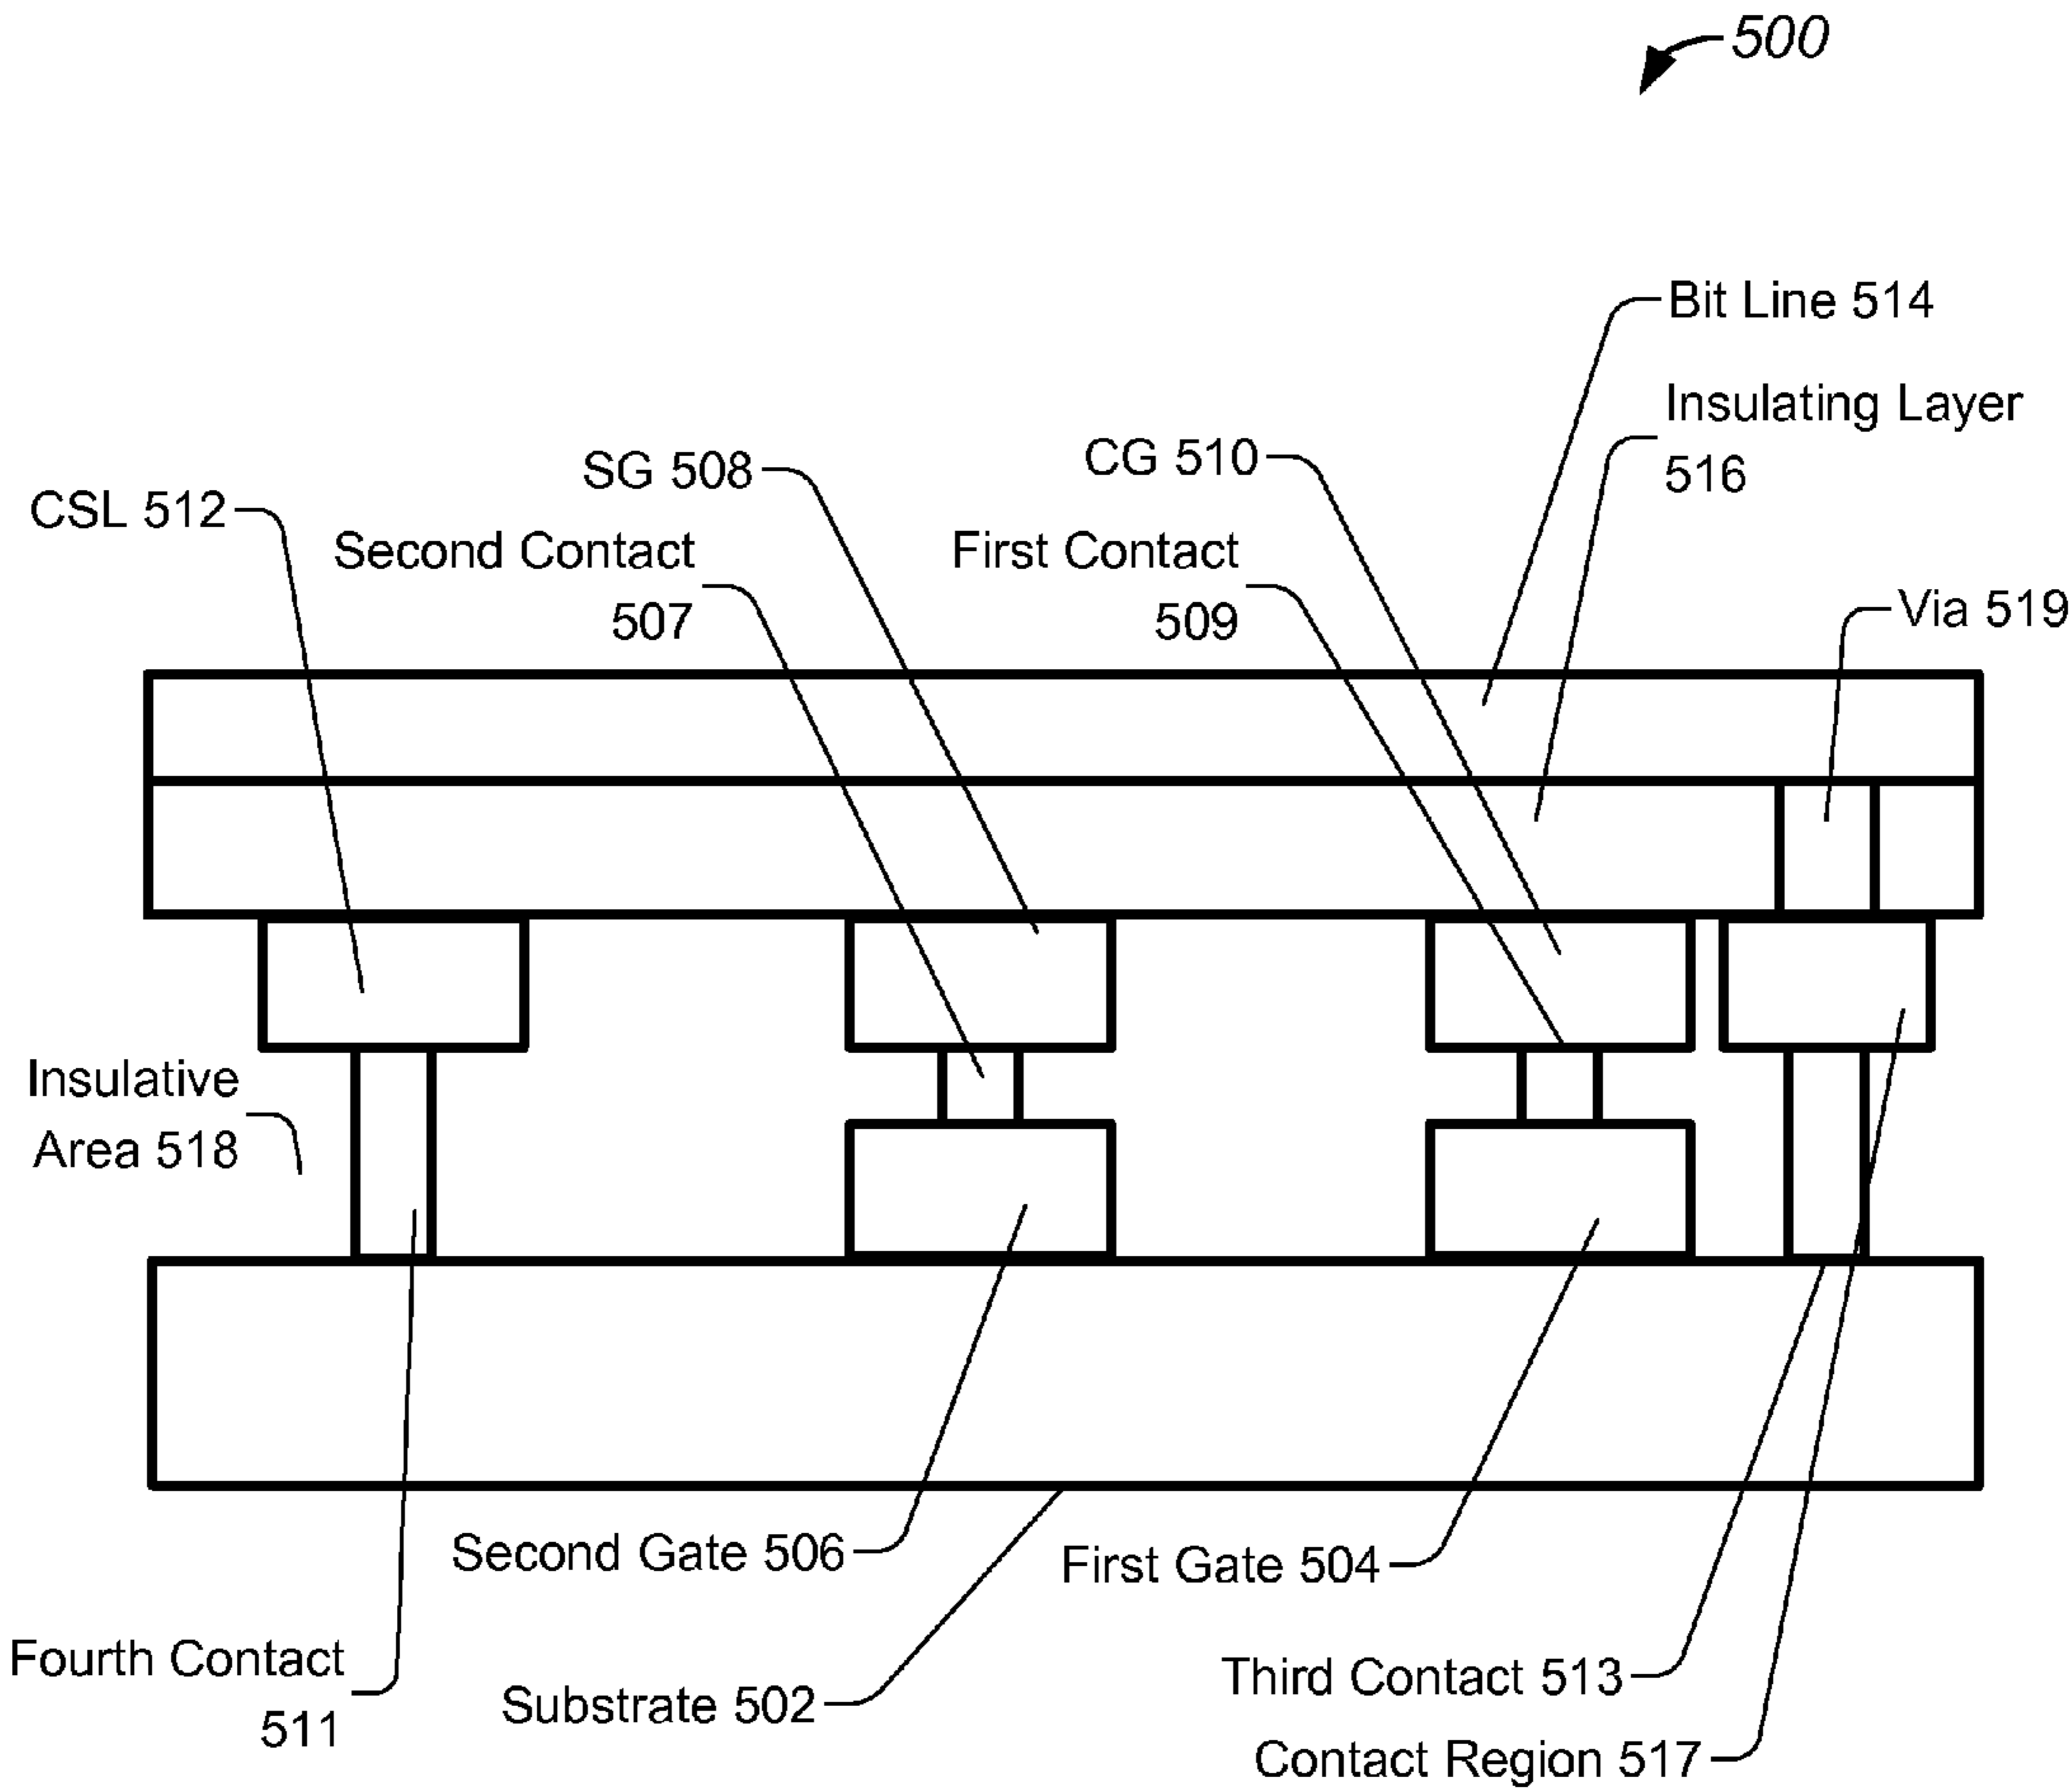 500
Bit Line 514
Insulating Layer
516
CG 510
SG 508
CSL 512
Second Contact
507
First Contact
509
Via 519
Insulative
Area 518
Second Gate 506
First Gate 504
Fourth Contact
511
Substrate 502
Third Contact 513
Contact Region 517